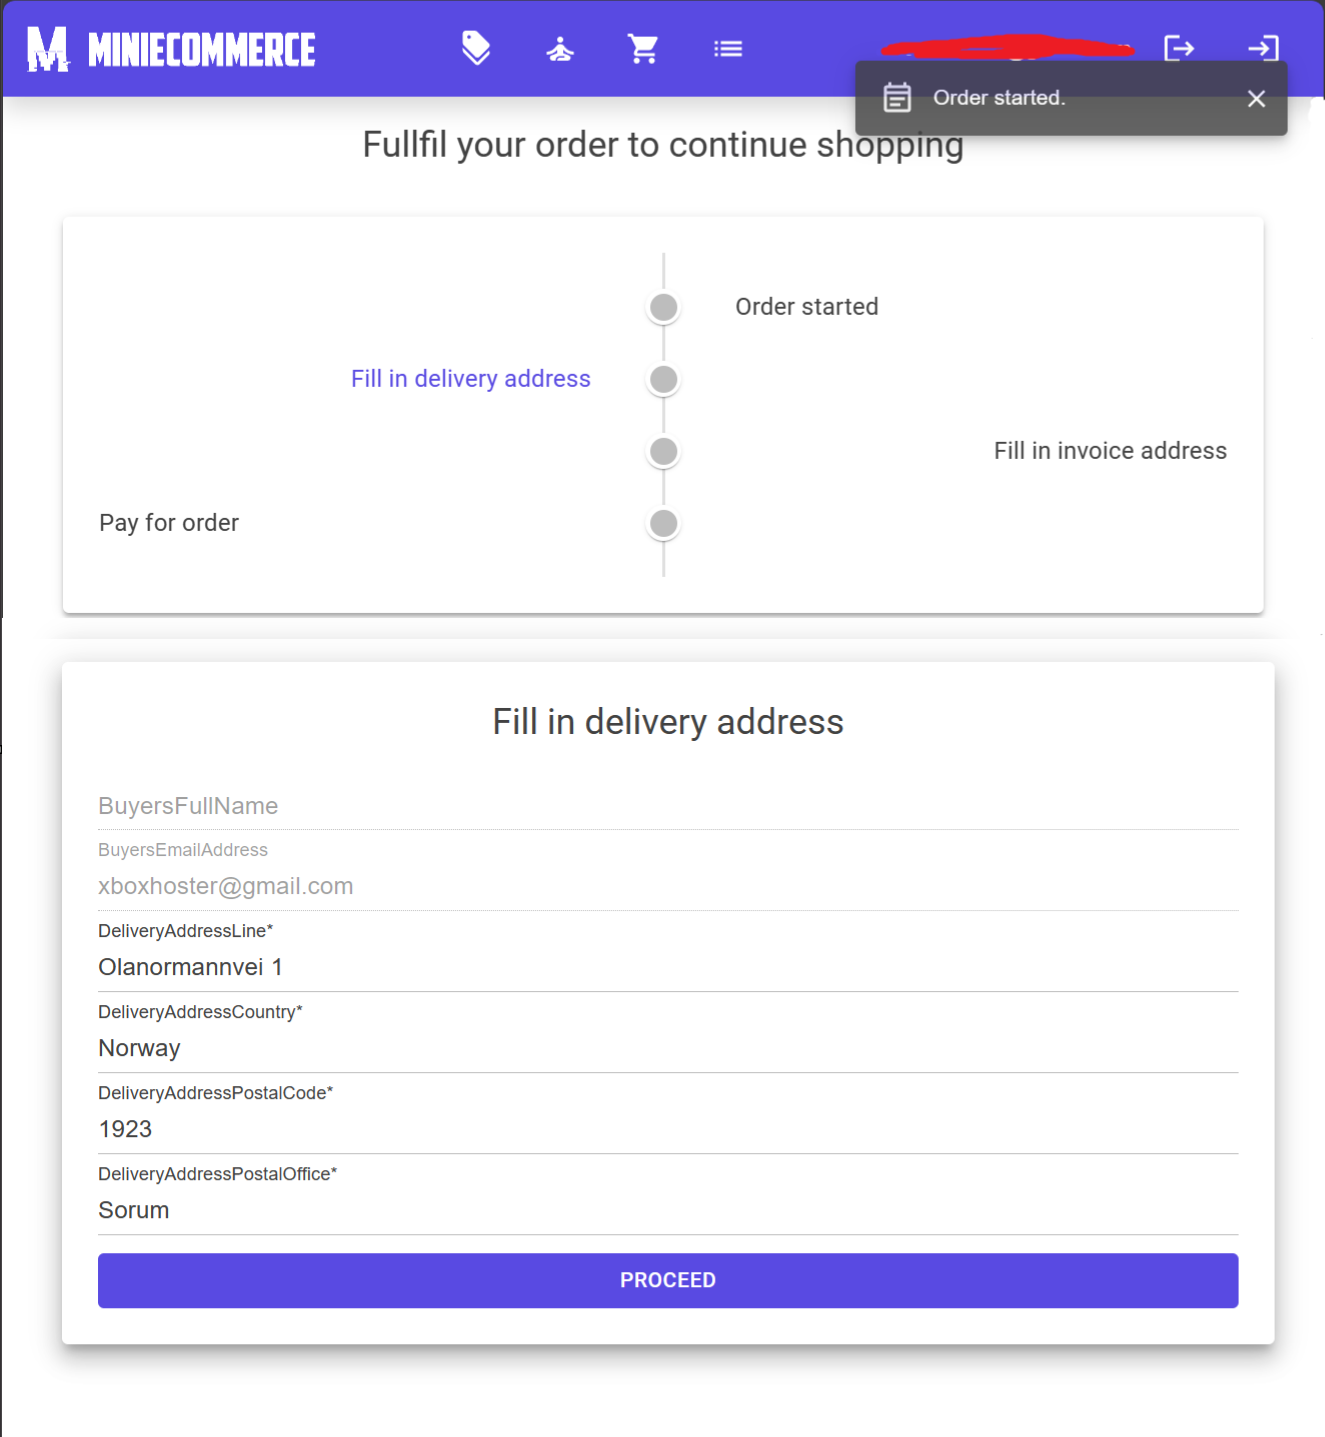 MINIECOMMERCE
Order started.
Fullfil your order to continue shopping
Order started
Fill in delivery address
Fill in invoice address
Pay for order
Fill in delivery address
BuyersFullName
BuyersEmailAddress
xboxhoster@gmail.com
DeliveryAddressLine*
Olanormannvei 1
DeliveryAddressCountry*
Norway
DeliveryAddressPostalCode*
1923
DeliveryAddressPostalOffice*
Sorum
PROCEED